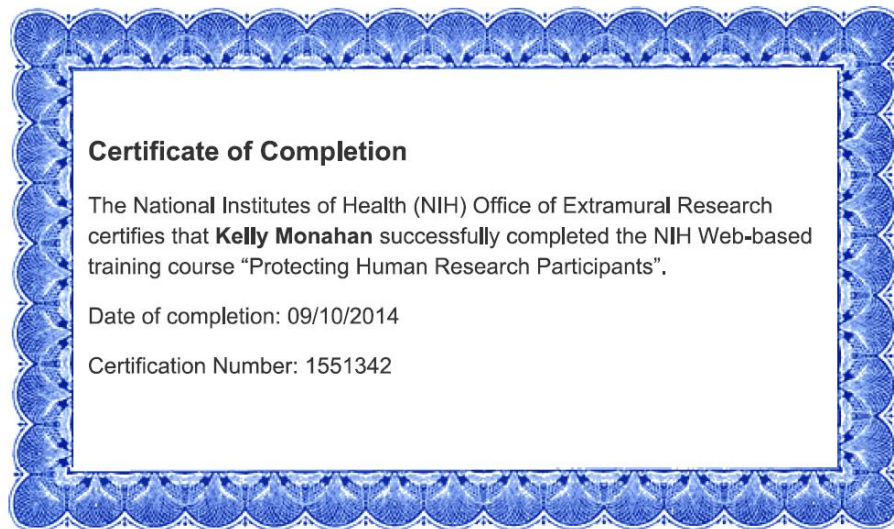 Certificate of Completion
The National Institutes of Health (NIH) Office of Extramural Research
certifies that Kelly Monahan successfully completed the NIH Web-based
training course “Protecting Human Research Participants”.
Date of completion: 09/10/2014
Certification Number: 1551342